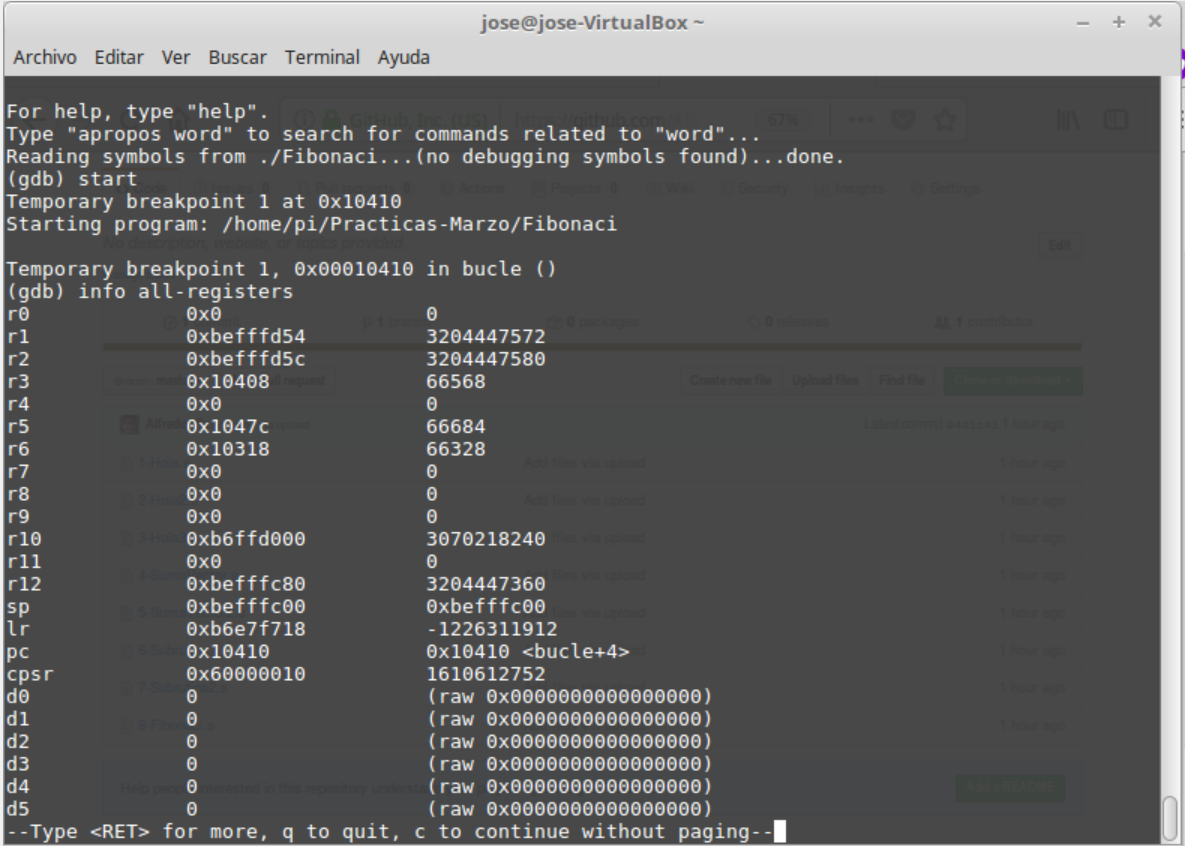 jose@jose-VirtualBox ~
Archivo Editar Ver Buscar Terminal Ayuda
For help, type "help".
Type "apropos word" to search for commands related to "word"...
Reading symbols from ./Fibonaci...(no debugging symbols found)...done.
(gdb) start
Temporary breakpoint 1 at 0x10410
Starting program: /home/pi/Practicas-Marzo/Fibonaci
Temporary breakpoint 1, 0x00010410 in bucle ()
(gdb) info all-registers
r0 0x0 0
r1 0xbefffd54 3204447572
r2 0xbefffd5c 3204447580
r3 0x10408 66568
r4 0x0 0
r5 0x1047c 66684
r6 0x10318 66328
r7 0x0 0
r8 0x0 0
r9 0x0 0
r10 0xb6ffd000 3070218240
r11 0x0 0
r12 0xbefffc80 3204447360
sp 0xbefffc00 0xbefffc00
lr 0xb6e7f718 -1226311912
pc 0x10410 0x10410 <bucle+4>
cpsr 0x60000010 1610612752
d0 0 (raw 0x0000000000000000)
d1 0 (raw 0x0000000000000000)
d2 0 (raw 0x0000000000000000)
d3 0 (raw 0x0000000000000000)
d4 0 (raw 0x0000000000000000)
d5 0 (raw 0x0000000000000000)
--Type <RET> for more, q to quit, c to continue without paging--